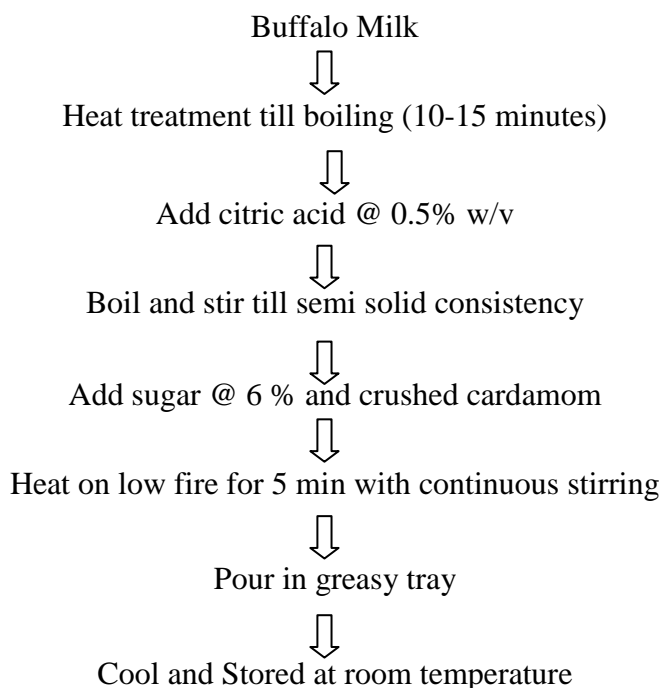 Buffalo Milk
Heat treatment till boiling (10-15 minutes)
Add citric acid @ 0.5% w/v
Boil and stir till semi solid consistency
Add sugar @ 6 % and crushed cardamom
Heat on low fire for 5 min with continuous stirring
Pour in greasy tray
Cool and Stored at room temperature